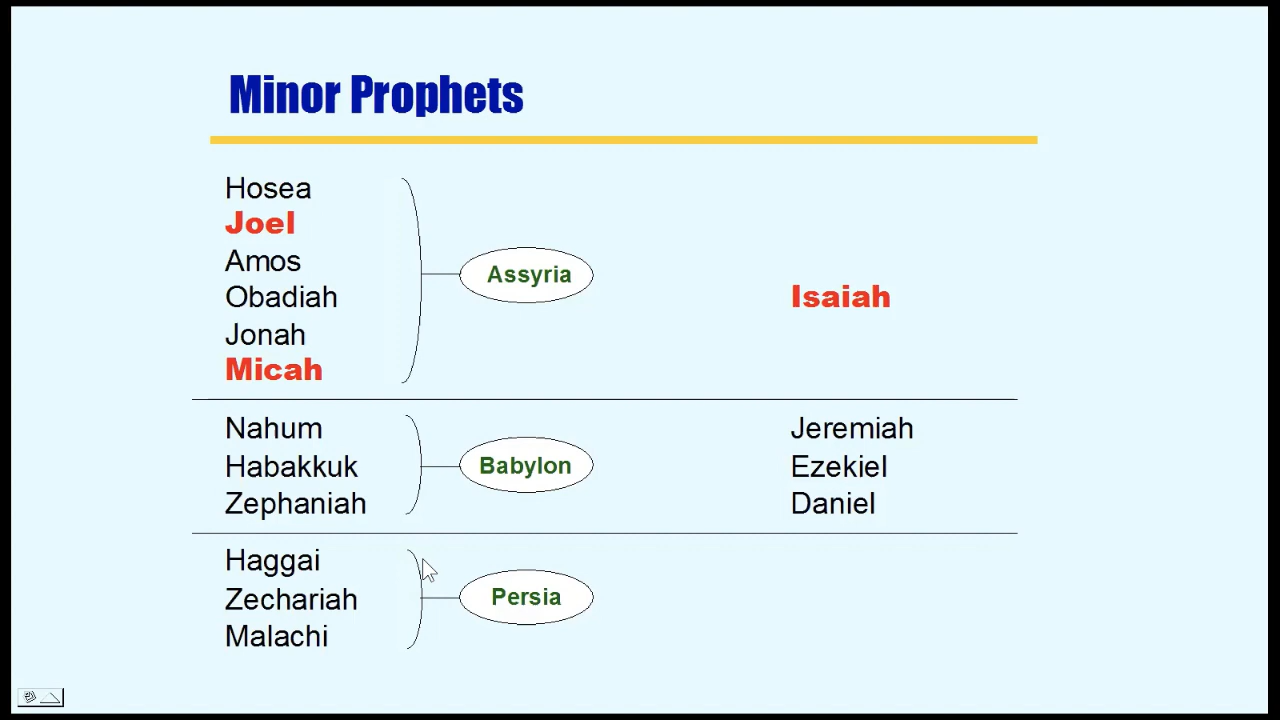 Minor Prophets
Hosea
Joel
Amos
Obadiah
Jonah
Micah
Assyria
Isaiah
Nahum
Habakkuk
Zephaniah
Babylon
Jeremiah
Ezekiel
Daniel
Haggai
Zechariah
Malachi
Persia